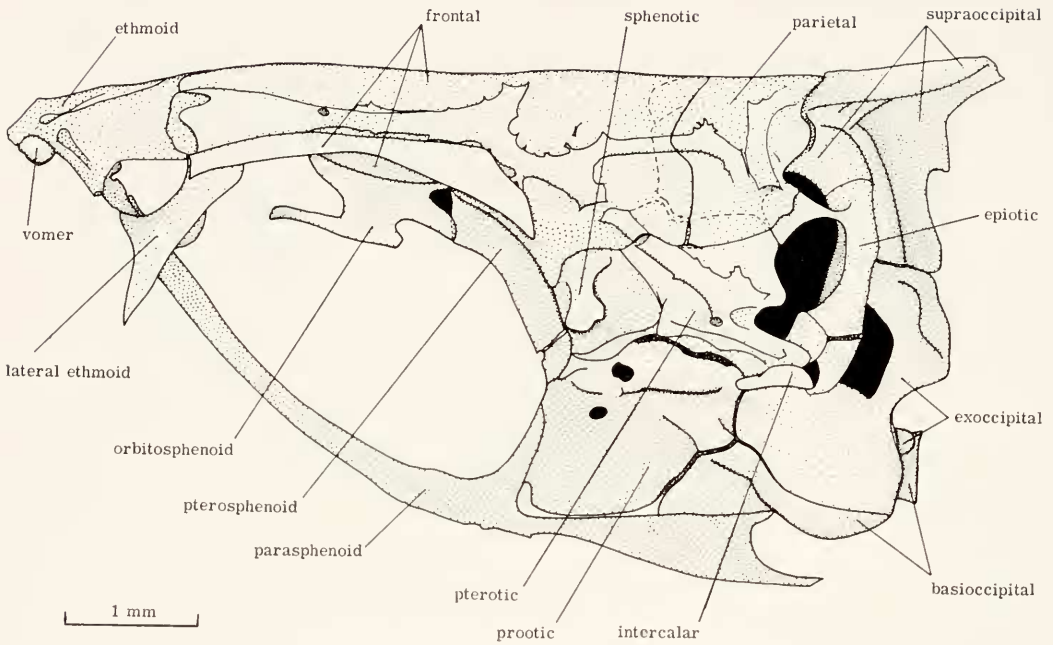 ethmoid
frontal
sphenotic
parietal
supraoccipital
vomer
epiotic
lateral ethmoid
exoccipital
orbitosphenoid
pterosphenoid
parasphenoid
basioccipital
pterotic
1 mm
prootic
intercalar